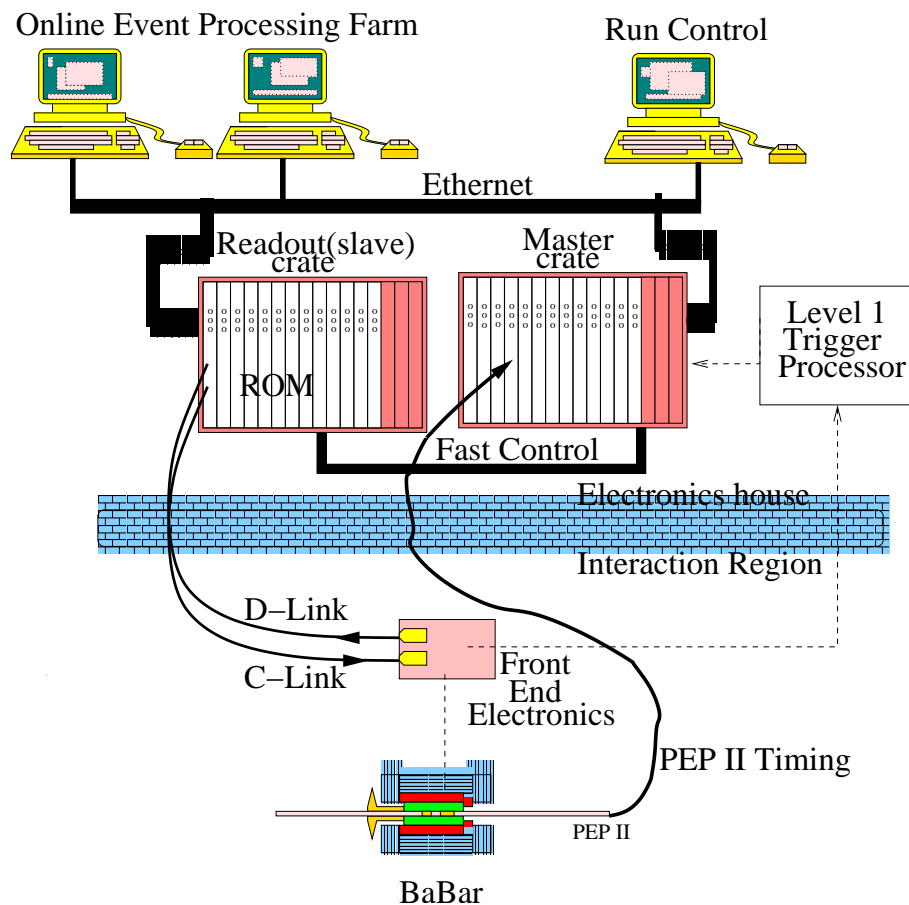 Online Event Processing Farm
Run Control
Ethernet
Readout(slave)
crate
Master
crate
Level 1
Trigger
Processor
ROM
Fast Control
Electronics house
Interaction Region
D−Link
C−Link
Front
End
Electronics
PEP II Timing
PEP II
BaBar